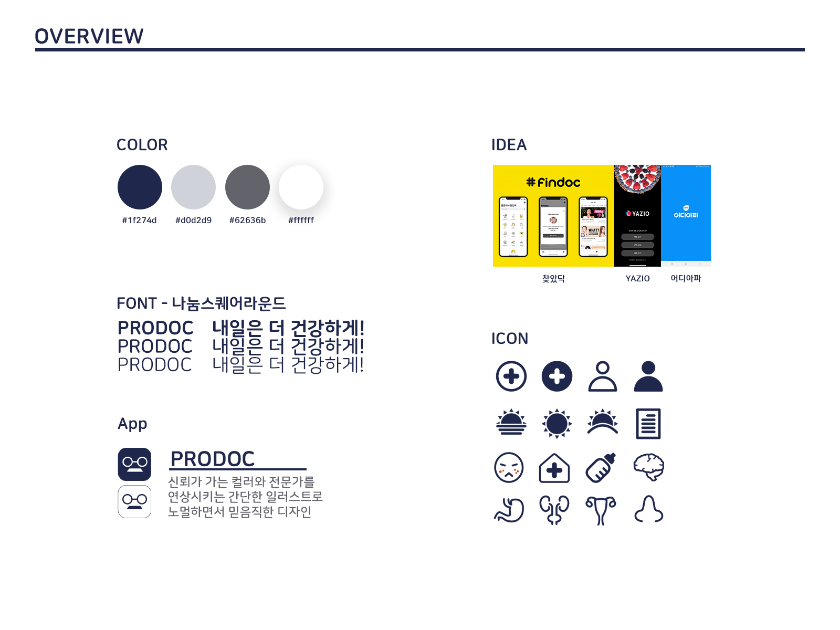 OVERVIEW
COLOR
#1f274d
#d0d2d9
#62636b
#ffffff
FONT - 나눔스퀘어라운드
PRODOC 내일은 더 건강하게!
PRODOC 내일은 더 건강하게!
PRODOC 내일은 더 건강하게!
App
PRODOC
신뢰가 가는 컬러와 전문가를
연상시키는 간단한 일러스트로
노멀하면서 믿음직한 디자인
IDEA
#Findoc
YAZIO
어디아파
찾았닥
YAZIO
어디아파
ICON